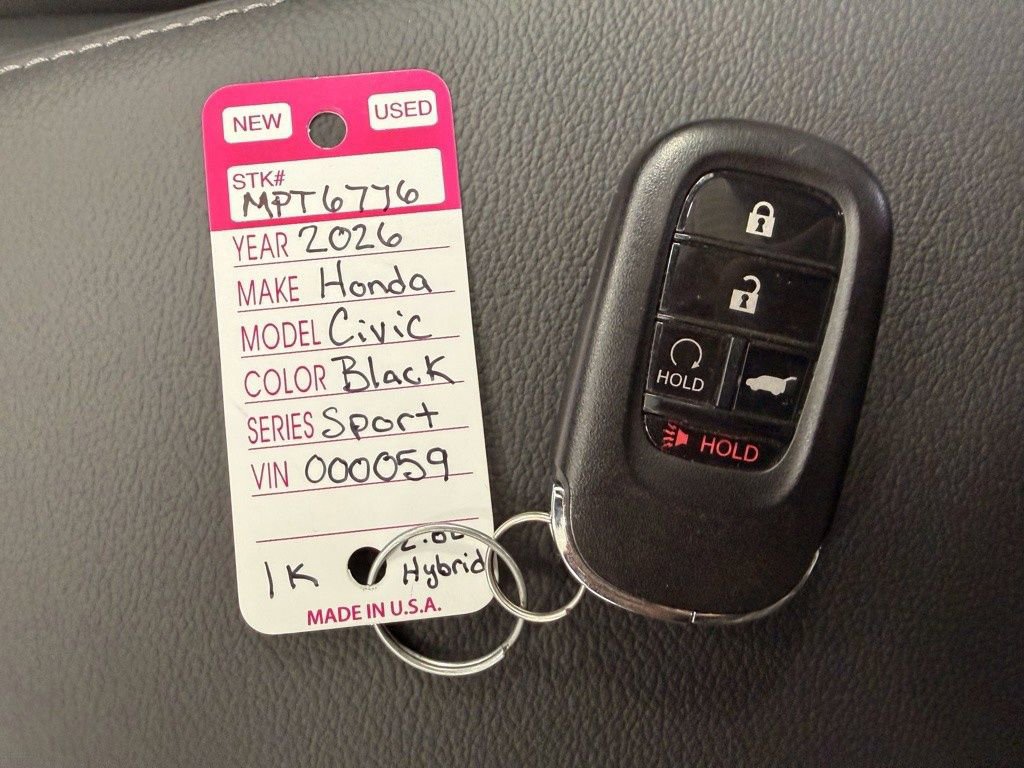 NEW USED
STK#
MPT6776
YEAR 2026
MAKE Honda
MODEL Civic
COLOR Black
SERIES Sport
VIN 000059
1K Hybrid
MADE IN U.S.A.
HOLD
HOLD